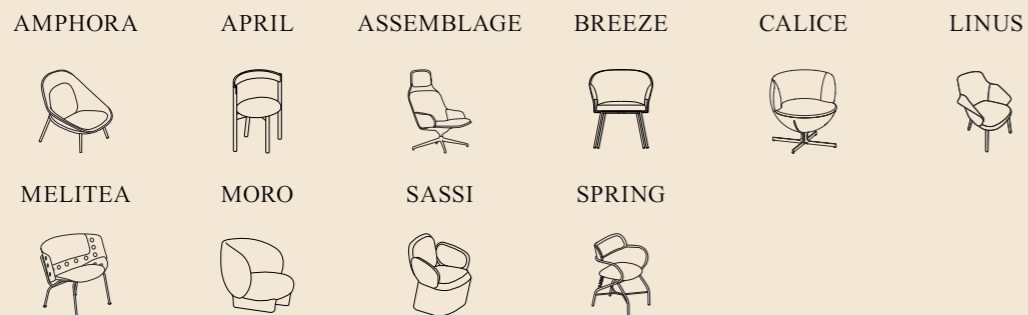 AMPHORA APRIL ASSEMBLAGE BREEZE CALICE LINUS
MELITEA MORO SASSI SPRING